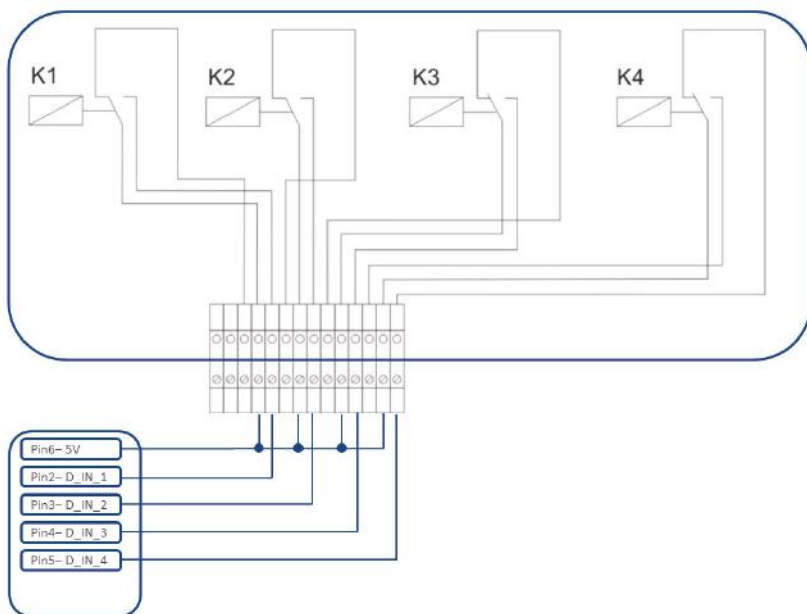 K1
K2
K3
K4
Pin6– 5V
Pin2– D_IN_1
Pin3– D_IN_2
Pin4– D_IN_3
Pin5– D_IN_4